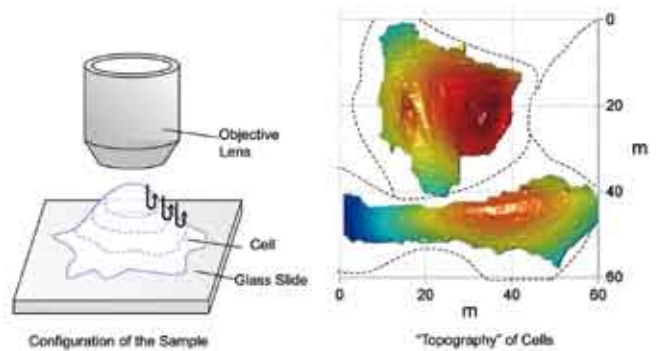 Objective
Lens
Cell
Glass Slide
Configuration of the Sample
0
20
40
60
m
0
20
40
60
m
"Topography" of Cells